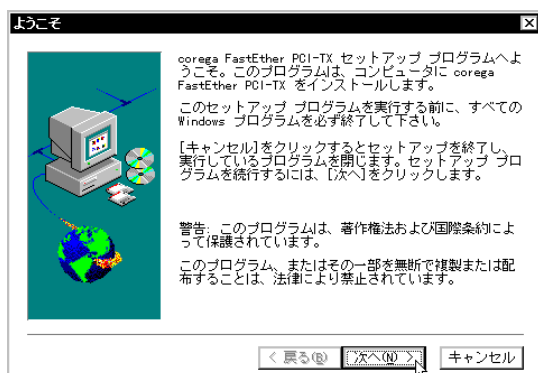 ようこそ
corega FastEther PCI-TX セットアップ プログラムへよ
うこそ。このプログラムは、コンピュータに corega
FastEther PCI-TX をインストールします。
このセットアップ プログラムを実行する前に、すべての
Windows プログラムを必ず終了して下さい。
[キャンセル]をクリックするとセットアップを終了し、
実行しているプログラムを閉じます。セットアップ プロ
グラムを続行するには、[次へ]をクリックします。
警告: このプログラムは、著作権法および国際条約によ
って保護されています。
このプログラム、またはその一部を無断で複製または配
布することは、法律により禁止されています。
< 戻る(B) 次へ(N) > キャンセル